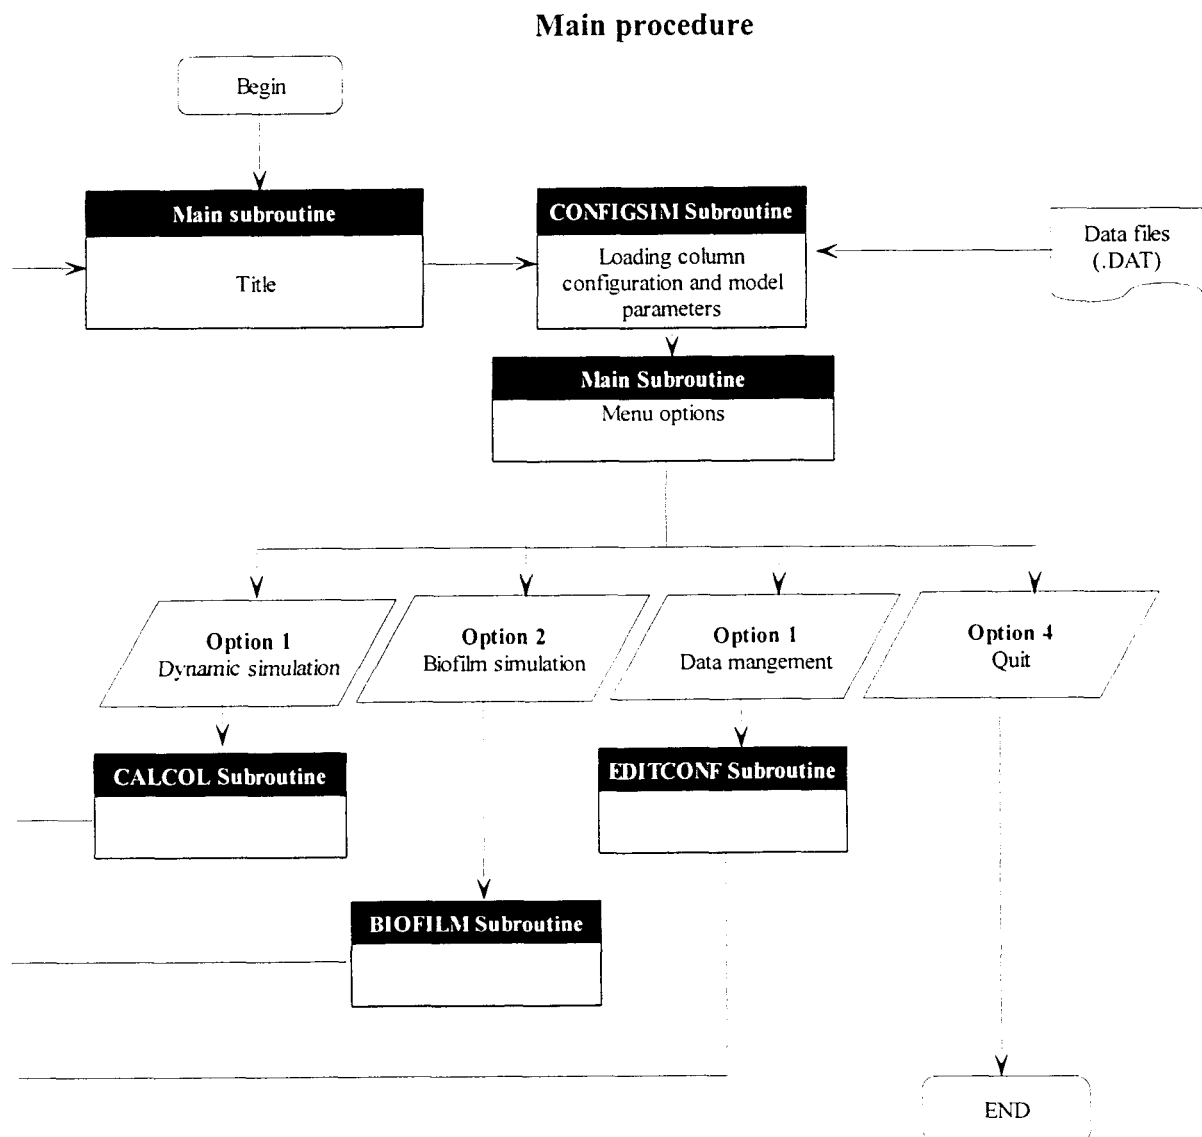 Main procedure
Begin
Main subroutine
Title
CONFIGSIM Subroutine
Loading column
configuration and model
parameters
Data files
(.DAT)
Main Subroutine
Menu options
Option 1
Dynamic simulation
Option 2
Biofilm simulation
Option 1
Data mangement
Option 4
Quit
CALCOL Subroutine
EDITCONF Subroutine
BIOFILM Subroutine
END